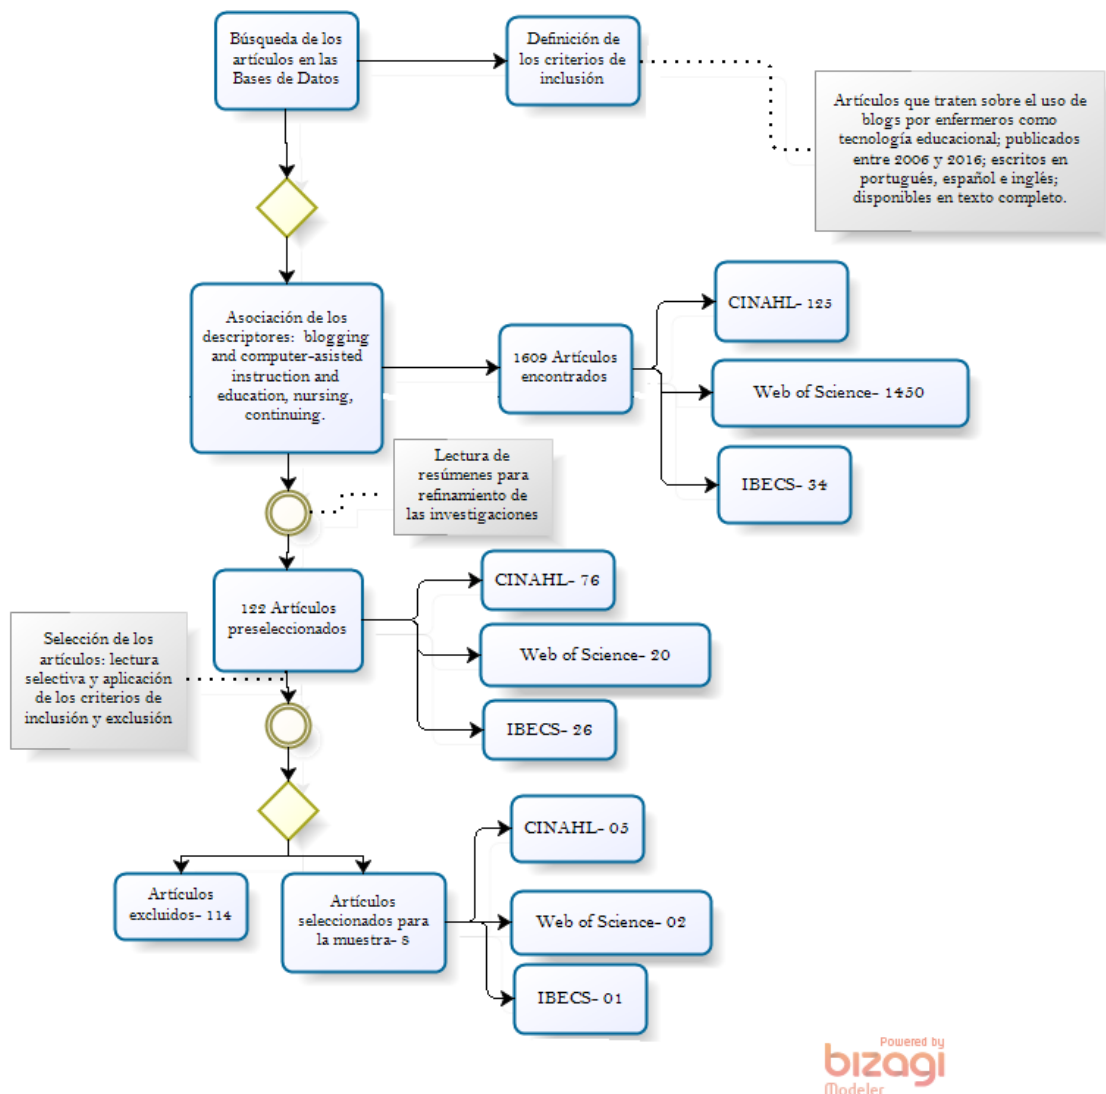 Búsqueda de los
artículos en las
Bases de Datos
Definición de
los criterios de
inclusión
Artículos que traten sobre el uso de
blogs por enfermeros como
tecnología educacional; publicados
entre 2006 y 2016; escritos en
portugués, español e inglés;
disponibles en texto completo.
Asociación de los
descriptores: blogging
and computer-asisted
instruction and
education, nursing,
continuing.
1609 Artículos
encontrados
CINAHL- 125
Web of Science- 1450
IBECS- 34
Lectura de
resúmenes para
refinamiento de
las investigaciones
122 Artículos
preseleccionados
CINAHL- 76
Web of Science- 20
IBECS- 26
Selección de los
artículos: lectura
selectiva y aplicación
de los criterios de
inclusión y exclusión
Artículos
excluidos- 114
Artículos
seleccionados para
la muestra- 8
CINAHL- 05
Web of Science- 02
IBECS- 01
Powered by
bizagi
Modeler